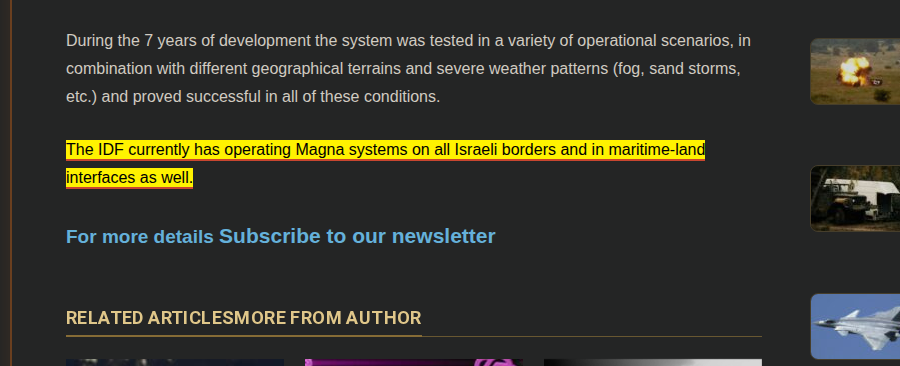 During the 7 years of development the system was tested in a variety of operational scenarios, in
combination with different geographical terrains and severe weather patterns (fog, sand storms,
etc.) and proved successful in all of these conditions.
The IDF currently has operating Magna systems on all Israeli borders and in maritime-land
interfaces as well.
For more details Subscribe to our newsletter
RELATED ARTICLESMORE FROM AUTHOR